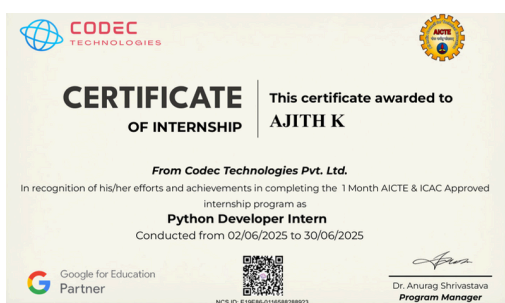 CODEC
TECHNOLOGIES
AICTE
CERTIFICATE
OF INTERNSHIP
This certificate awarded to
AJITH K
From Codec Technologies Pvt. Ltd.
In recognition of his/her efforts and achievements in completing the 1 Month AICTE & ICAC Approved
internship program as
Python Developer Intern
Conducted from 02/06/2025 to 30/06/2025
Google for Education
Partner
Dr. Anurag Shrivastava
Program Manager